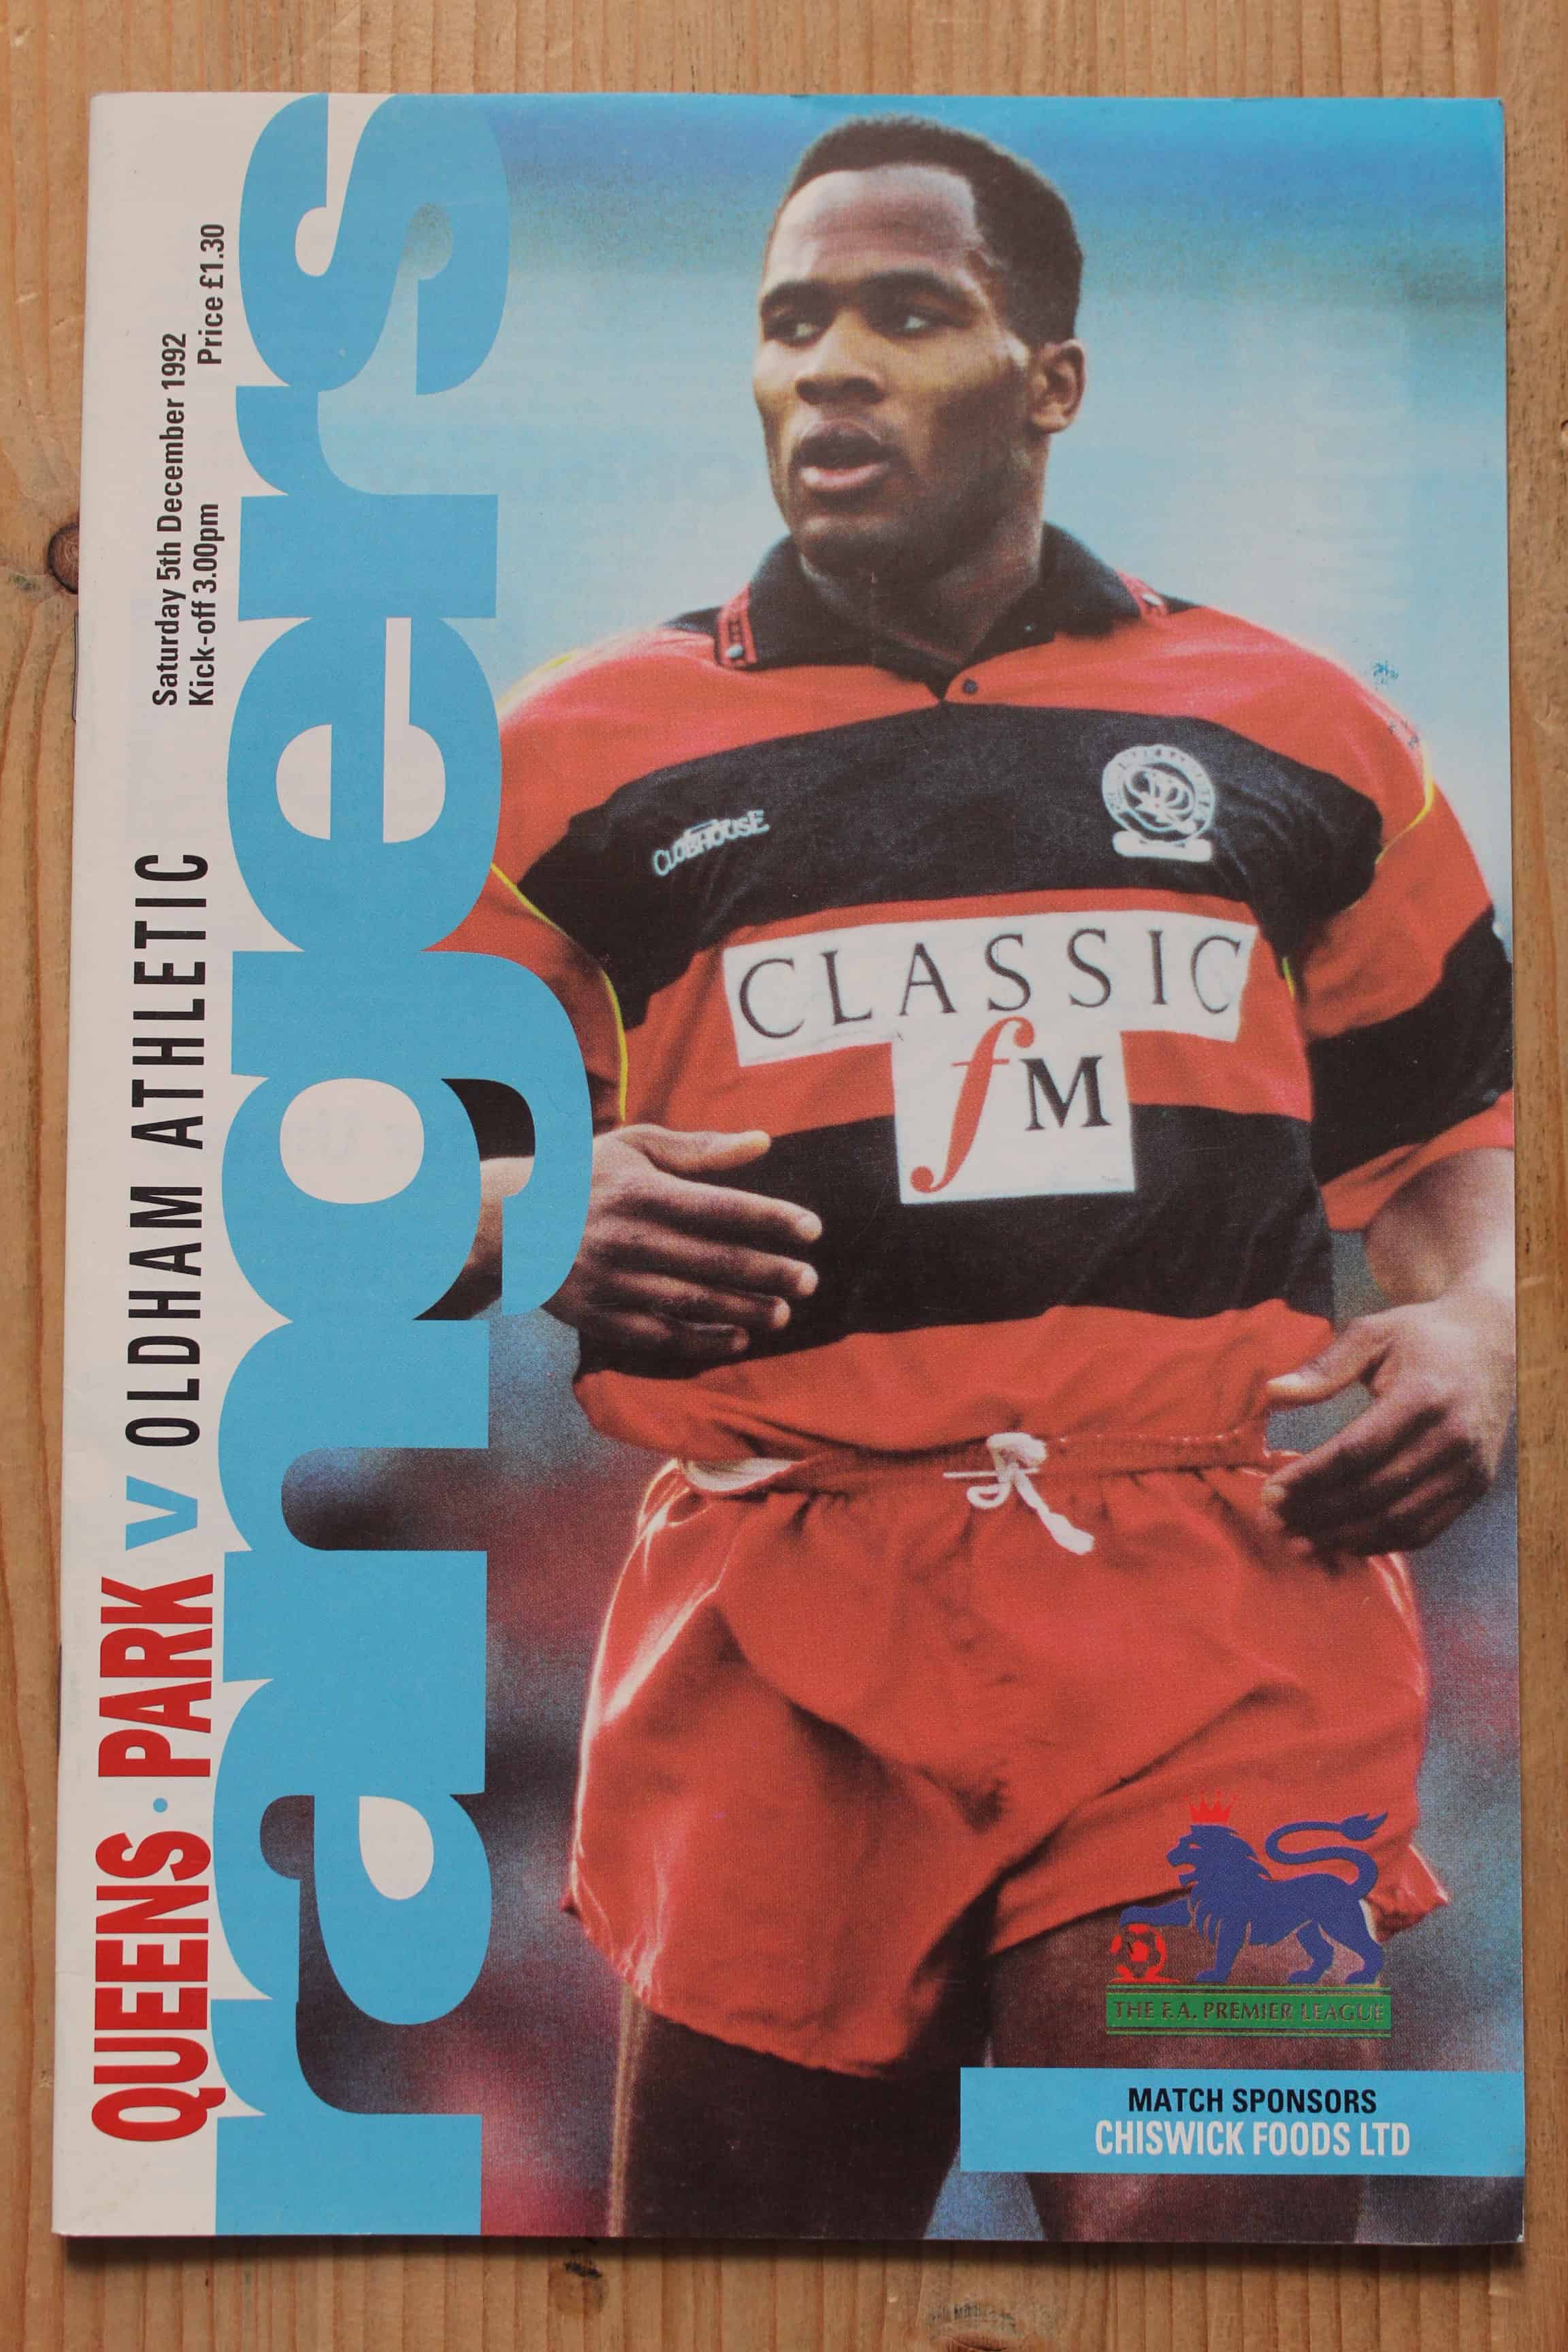 QUEENS · PARK V OLDHAM ATHLETIC
rangers
Saturday 5th December 1992
Kick-off 3.00pm Price £1.30
CLUBHOUSE
CLASSIC
fM
THE F.A. PREMIER LEAGUE
MATCH SPONSORS
CHISWICK FOODS LTD